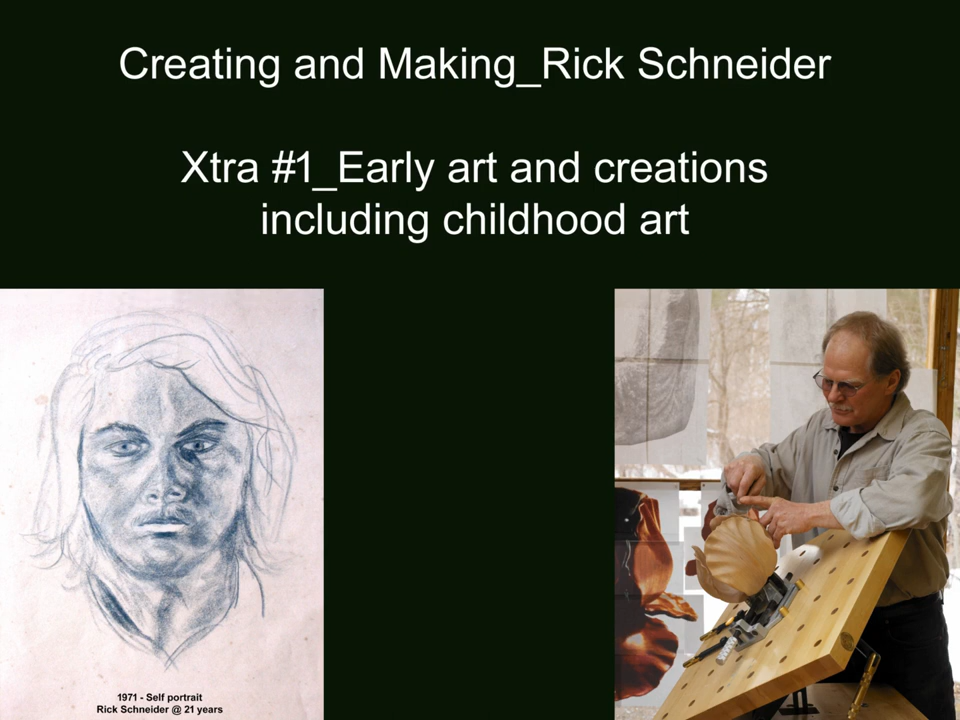 Creating and Making_Rick Schneider
Xtra #1_Early art and creations
including childhood art
1971 - Self portrait
Rick Schneider @ 21 years